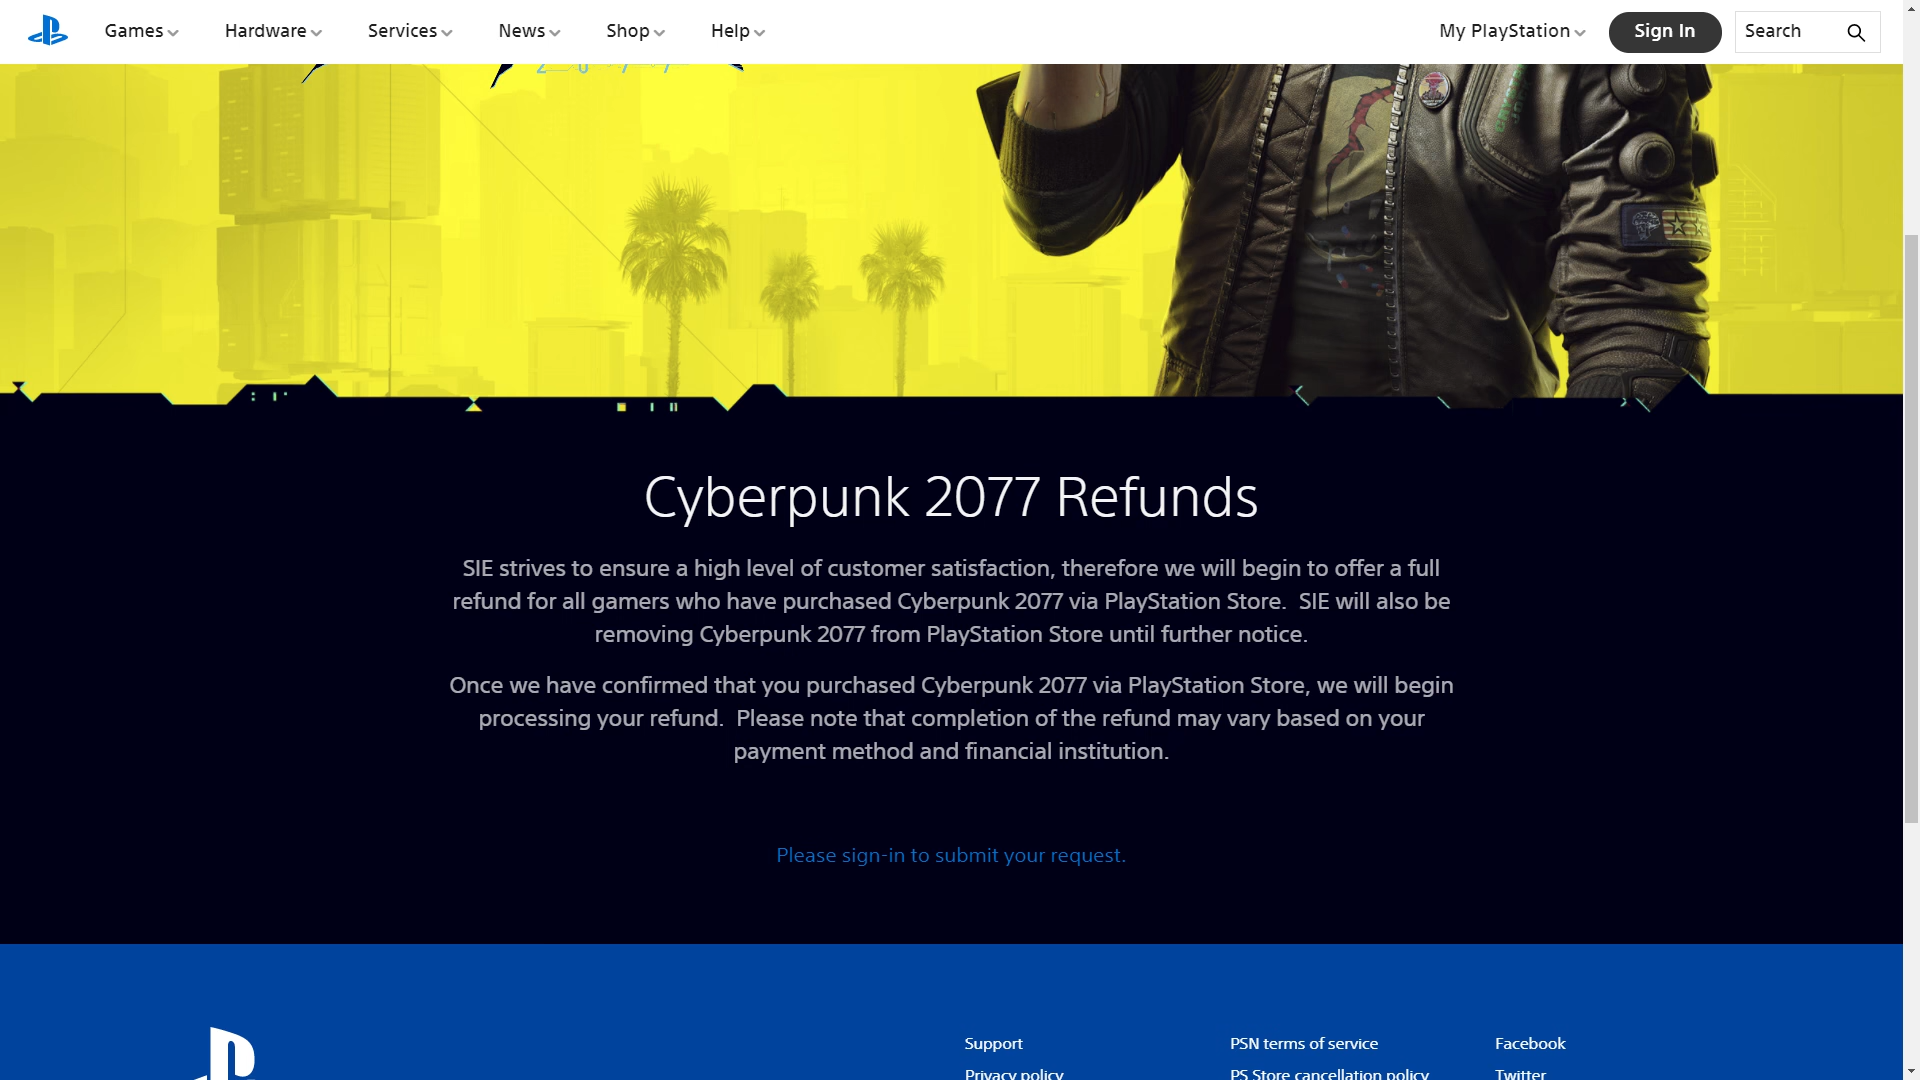 Games
Hardware
Services
News
Shop
Help
My PlayStation
Sign In
Search
2077
Cyberpunk 2077 Refunds
SIE strives to ensure a high level of customer satisfaction, therefore we will begin to offer a full
refund for all gamers who have purchased Cyberpunk 2077 via PlayStation Store.  SIE will also be
removing Cyberpunk 2077 from PlayStation Store until further notice.
Once we have confirmed that you purchased Cyberpunk 2077 via PlayStation Store, we will begin
processing your refund.  Please note that completion of the refund may vary based on your
payment method and financial institution.
Please sign-in to submit your request.
Support
PSN terms of service
Facebook
Privacy policy
PS Store cancellation policy
Twitter